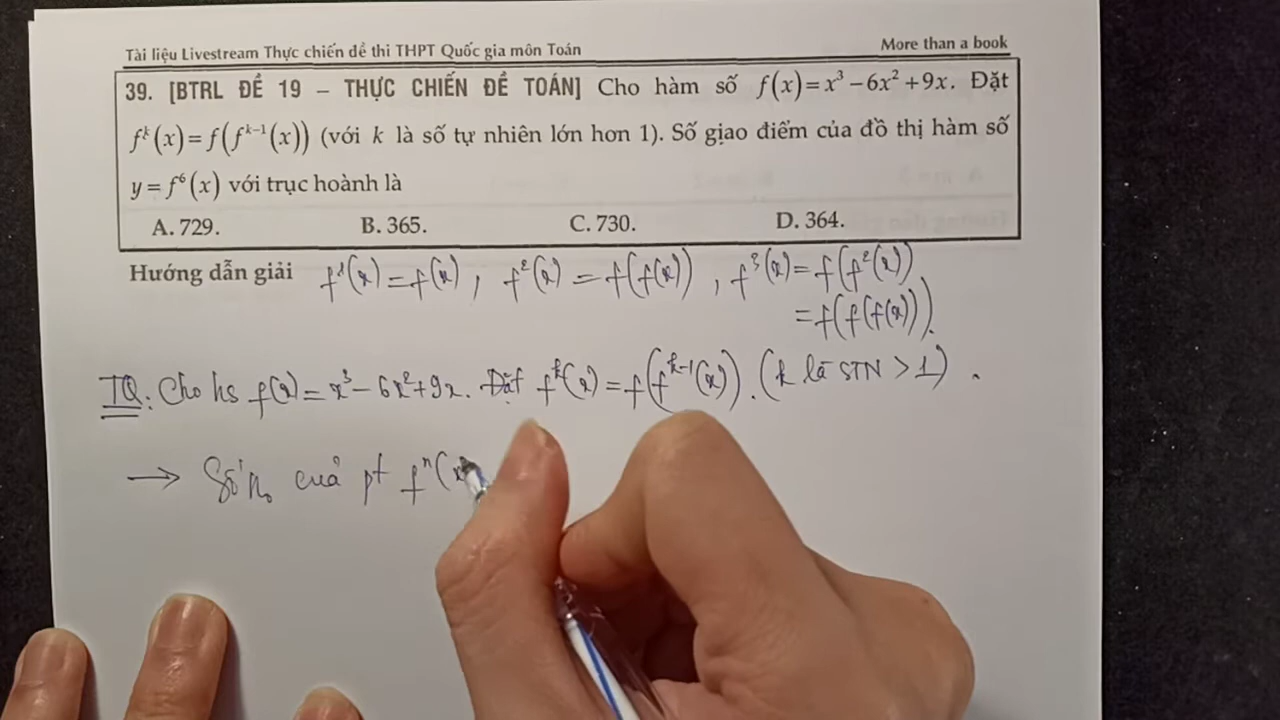 Tài liệu Livestream Thực chiến đề thi THPT Quốc gia môn Toán
More than a book
39. [BTRL ĐỀ 19 – THỰC CHIẾN ĐỀ TOÁN] Cho hàm số f(x)=x³−6x²+9x. Đặt
fᵏ(x)=f(fᵏ⁻¹(x)) (với k là số tự nhiên lớn hơn 1). Số giao điểm của đồ thị hàm số
y=f⁶(x) với trục hoành là
A. 729. B. 365. C. 730. D. 364.
Hướng dẫn giải f¹(x)=f(x), f²(x)=f(f(x)), f³(x)=f(f²(x))
=f(f(f(x))).
TQ: Cho hs f(x)=x³−6x²+9x. Đặt fᵏ(x)=f(fᵏ⁻¹(x)). (k là STN>1).
→ Số no của pt fⁿ(x